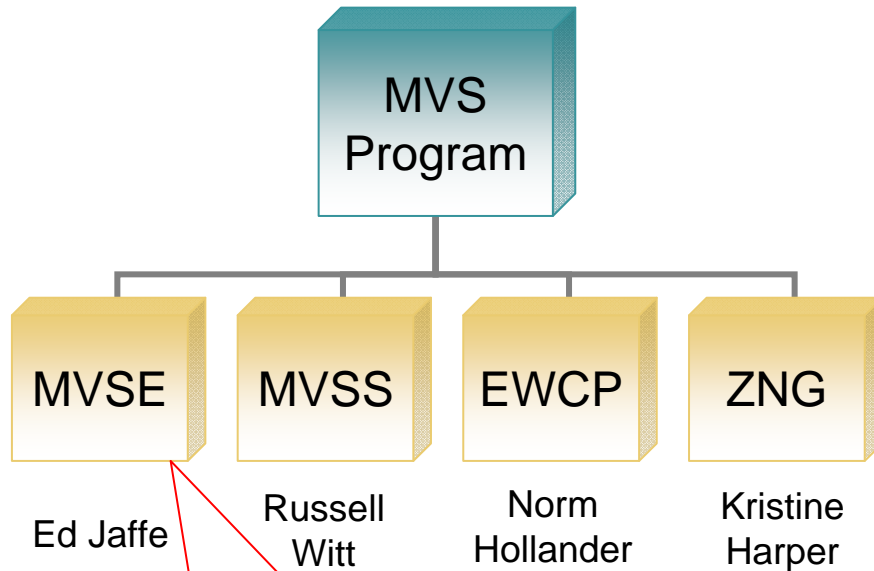 MVS
Program
MVSE
MVSS
EWCP
ZNG
Ed Jaffe
Russell
Witt
Norm
Hollander
Kristine
Harper